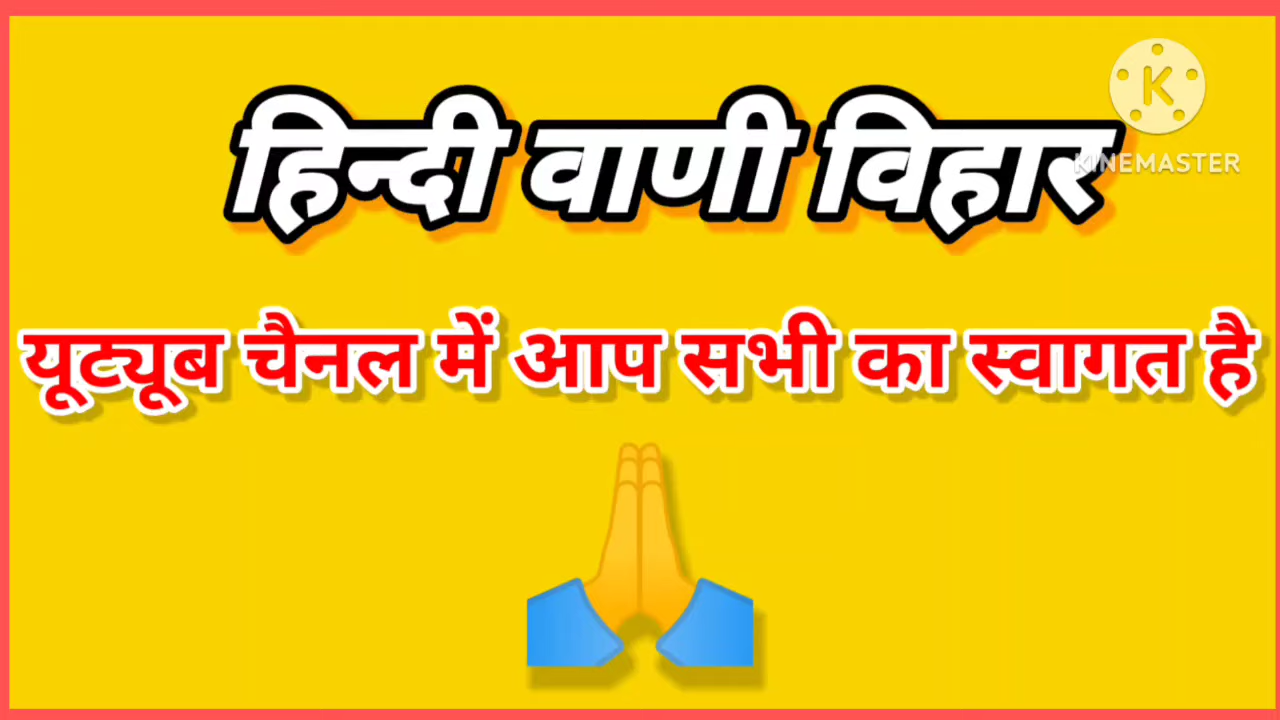 हिन्दी वाणी विहार
K
KINEMASTER
यूट्यूब चैनल में आप सभी का स्वागत है